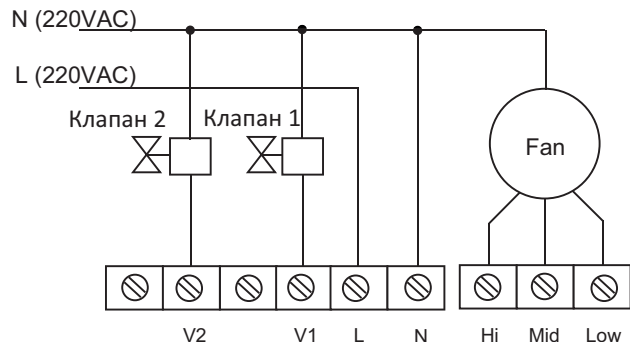 N (220VAC)
L (220VAC)
Клапан 2 Клапан 1
Fan
V2 V1 L N Hi Mid Low